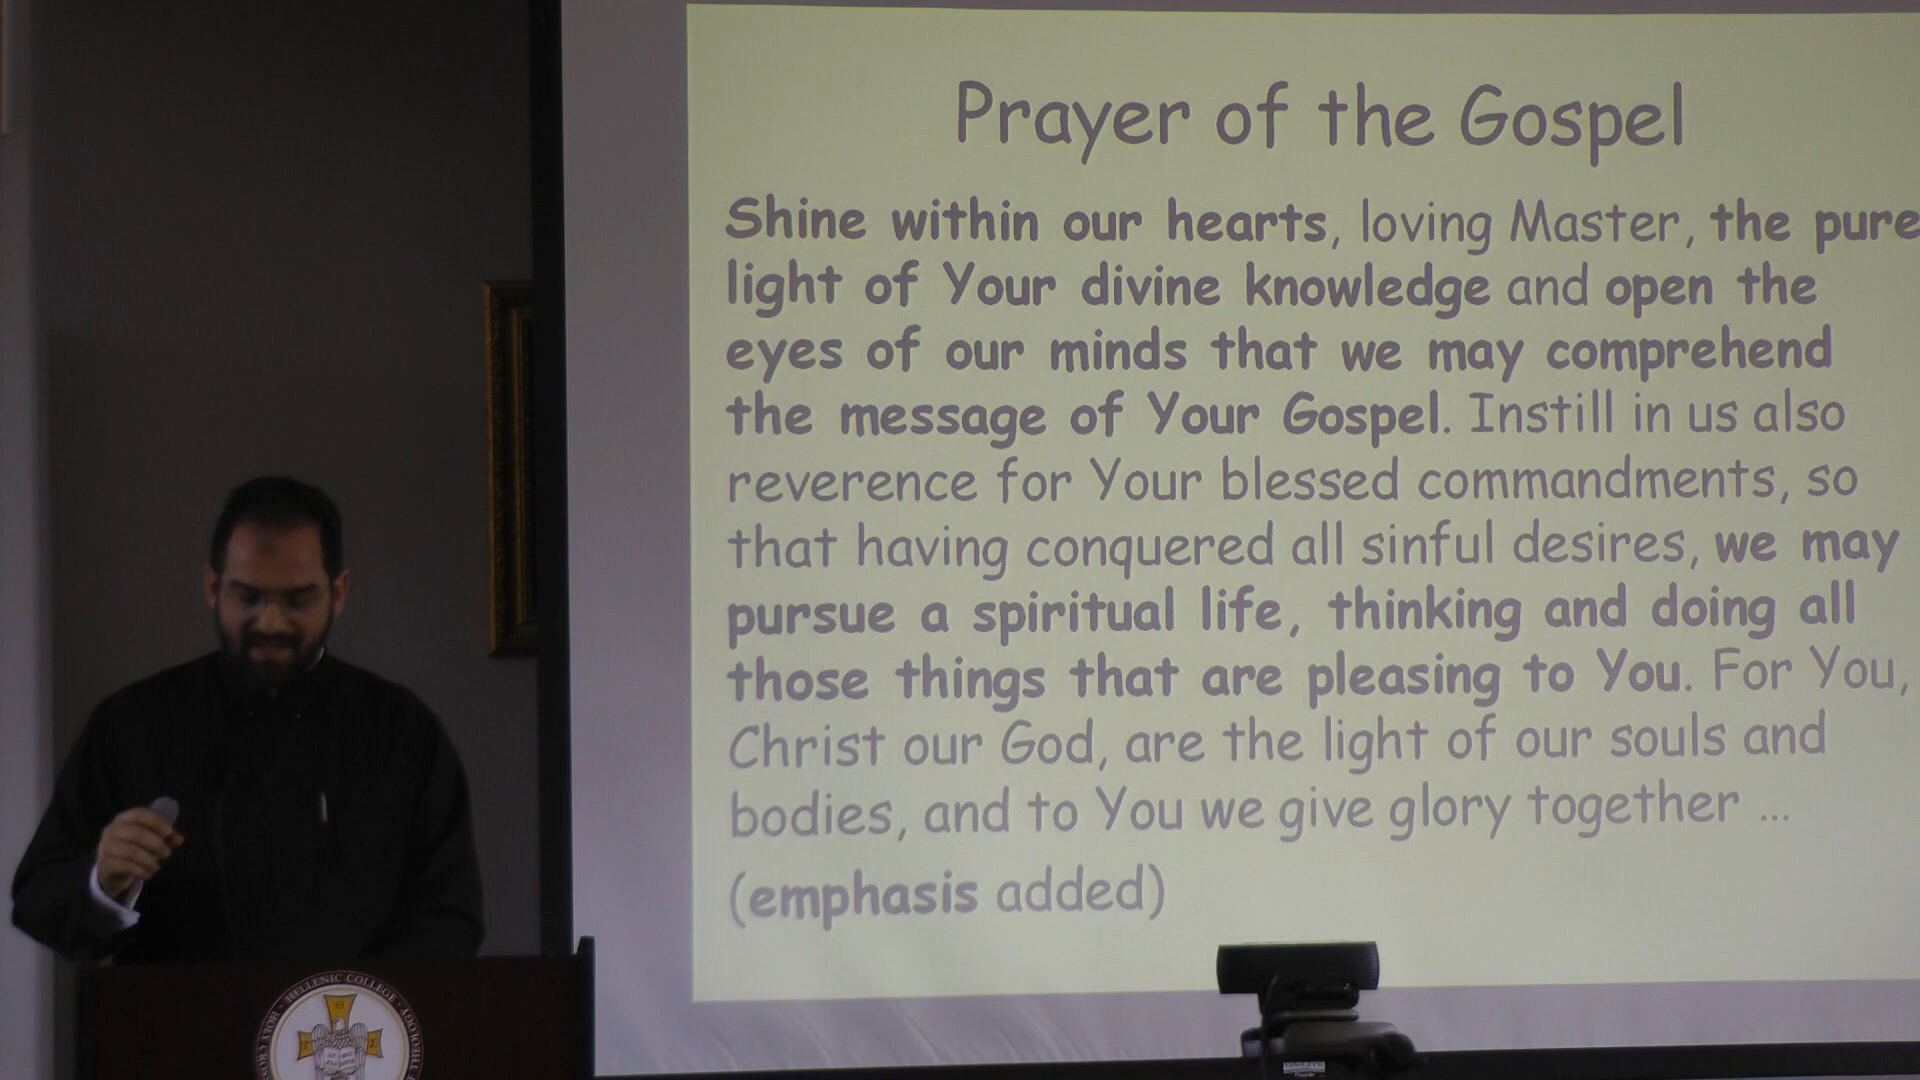 Prayer of the Gospel
Shine within our hearts, loving Master, the pure
light of Your divine knowledge and open the
eyes of our minds that we may comprehend
the message of Your Gospel. Instill in us also
reverence for Your blessed commandments, so
that having conquered all sinful desires, we may
pursue a spiritual life, thinking and doing all
those things that are pleasing to You. For You,
Christ our God, are the light of our souls and
bodies, and to You we give glory together ...
(emphasis added)
HOLY CROSS · HELLENIC COLLEGE ·